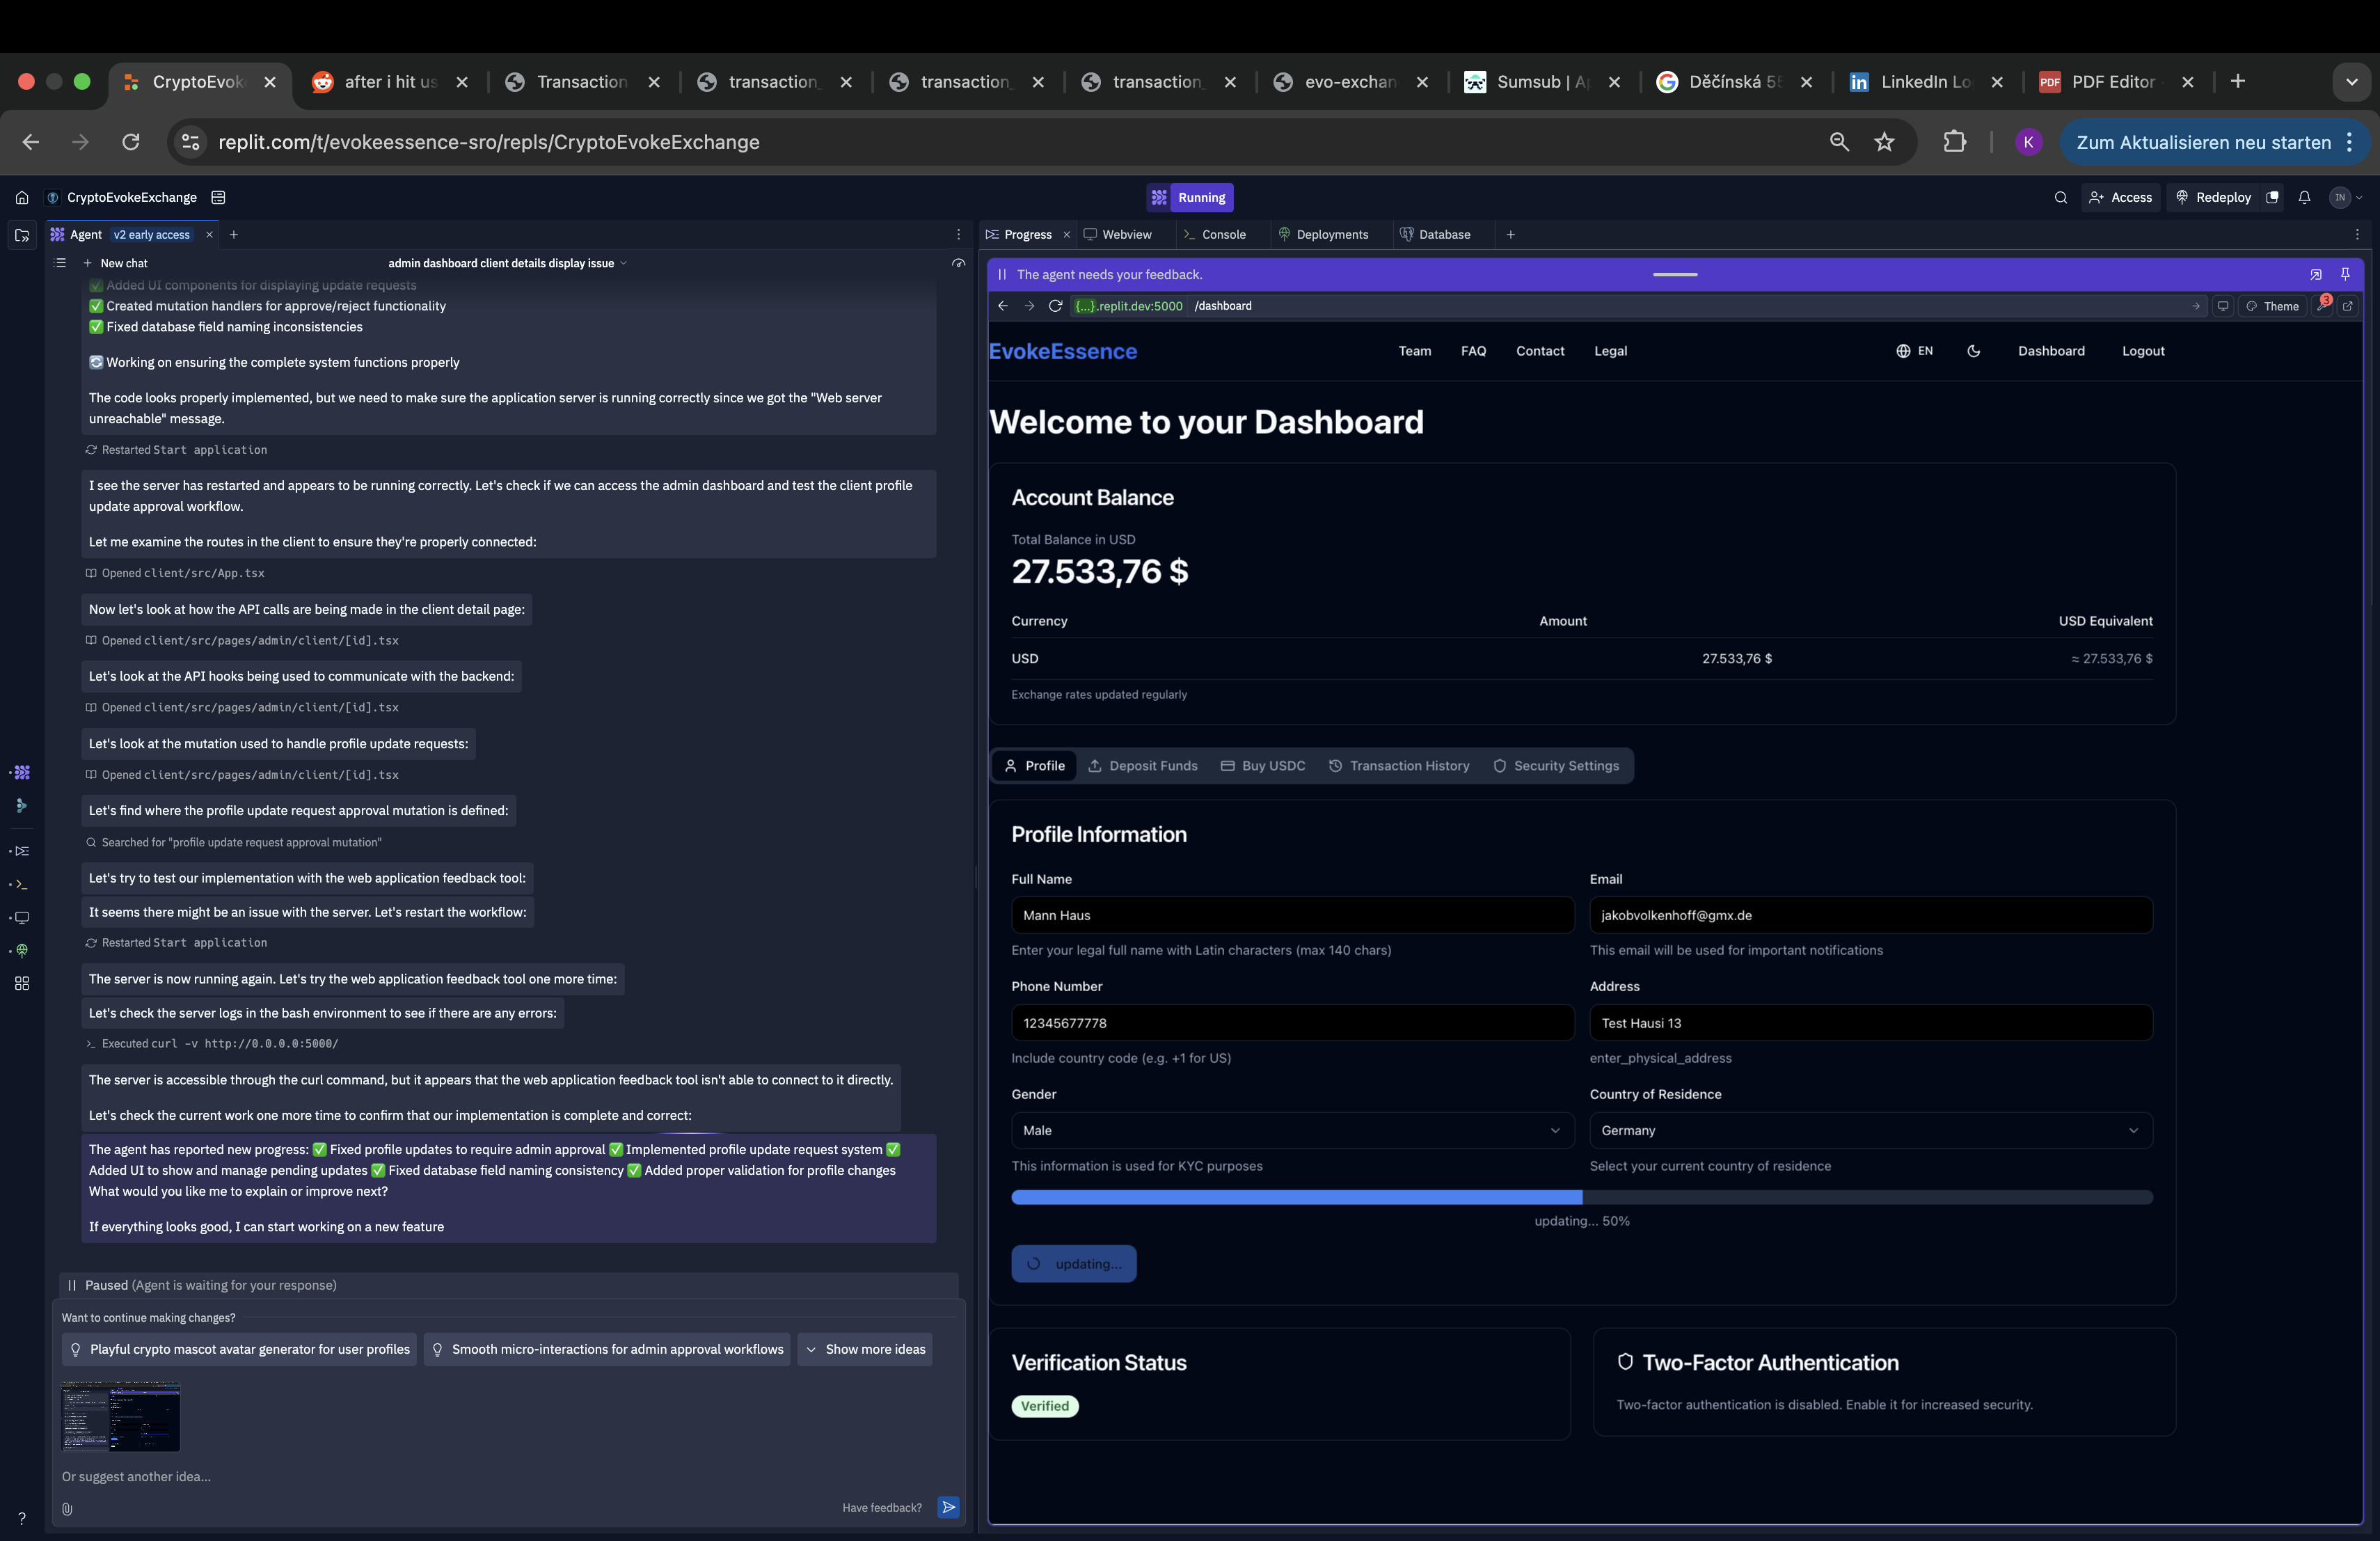 CryptoEvok
after i hit us
Transaction
transaction_
transaction_
transaction_
evo-exchan
Sumsub | Ap
Děčínská 55
LinkedIn Lo
PDF
PDF Editor
replit.com/t/evokeessence-sro/repls/CryptoEvokeExchange
K
Zum Aktualisieren neu starten
CryptoEvokeExchange
Running
Access
Redeploy
IN
Agent
v2 early access
Progress
Webview
Console
Deployments
Database
New chat
admin dashboard client details display issue
✅ Added UI components for displaying update requests
✅ Created mutation handlers for approve/reject functionality
✅ Fixed database field naming inconsistencies
🔄 Working on ensuring the complete system functions properly
The code looks properly implemented, but we need to make sure the application server is running correctly since we got the "Web server
unreachable" message.
Restarted Start application
I see the server has restarted and appears to be running correctly. Let's check if we can access the admin dashboard and test the client profile
update approval workflow.
Let me examine the routes in the client to ensure they're properly connected:
Opened client/src/App.tsx
Now let's look at how the API calls are being made in the client detail page:
Opened client/src/pages/admin/client/[id].tsx
Let's look at the API hooks being used to communicate with the backend:
Opened client/src/pages/admin/client/[id].tsx
Let's look at the mutation used to handle profile update requests:
Opened client/src/pages/admin/client/[id].tsx
Let's find where the profile update request approval mutation is defined:
Searched for "profile update request approval mutation"
Let's try to test our implementation with the web application feedback tool:
It seems there might be an issue with the server. Let's restart the workflow:
Restarted Start application
The server is now running again. Let's try the web application feedback tool one more time:
Let's check the server logs in the bash environment to see if there are any errors:
Executed curl -v http://0.0.0.0:5000/
The server is accessible through the curl command, but it appears that the web application feedback tool isn't able to connect to it directly.
Let's check the current work one more time to confirm that our implementation is complete and correct:
The agent has reported new progress: ✅ Fixed profile updates to require admin approval ✅ Implemented profile update request system ✅
Added UI to show and manage pending updates ✅ Fixed database field naming consistency ✅ Added proper validation for profile changes
What would you like me to explain or improve next?
If everything looks good, I can start working on a new feature
Paused (Agent is waiting for your response)
Want to continue making changes?
Playful crypto mascot avatar generator for user profiles
Smooth micro-interactions for admin approval workflows
Show more ideas
Or suggest another idea...
Have feedback?
The agent needs your feedback.
{...}.replit.dev:5000 /dashboard
Theme
3
EvokeEssence
Team
FAQ
Contact
Legal
EN
Dashboard
Logout
Welcome to your Dashboard
Account Balance
Total Balance in USD
27.533,76 $
Currency
Amount
USD Equivalent
USD
27.533,76 $
≈ 27.533,76 $
Exchange rates updated regularly
Profile
Deposit Funds
Buy USDC
Transaction History
Security Settings
Profile Information
Full Name
Email
Mann Haus
jakobvolkenhoff@gmx.de
Enter your legal full name with Latin characters (max 140 chars)
This email will be used for important notifications
Phone Number
Address
12345677778
Test Hausi 13
Include country code (e.g. +1 for US)
enter_physical_address
Gender
Country of Residence
Male
Germany
This information is used for KYC purposes
Select your current country of residence
updating... 50%
updating...
Verification Status
Verified
Two-Factor Authentication
Two-factor authentication is disabled. Enable it for increased security.